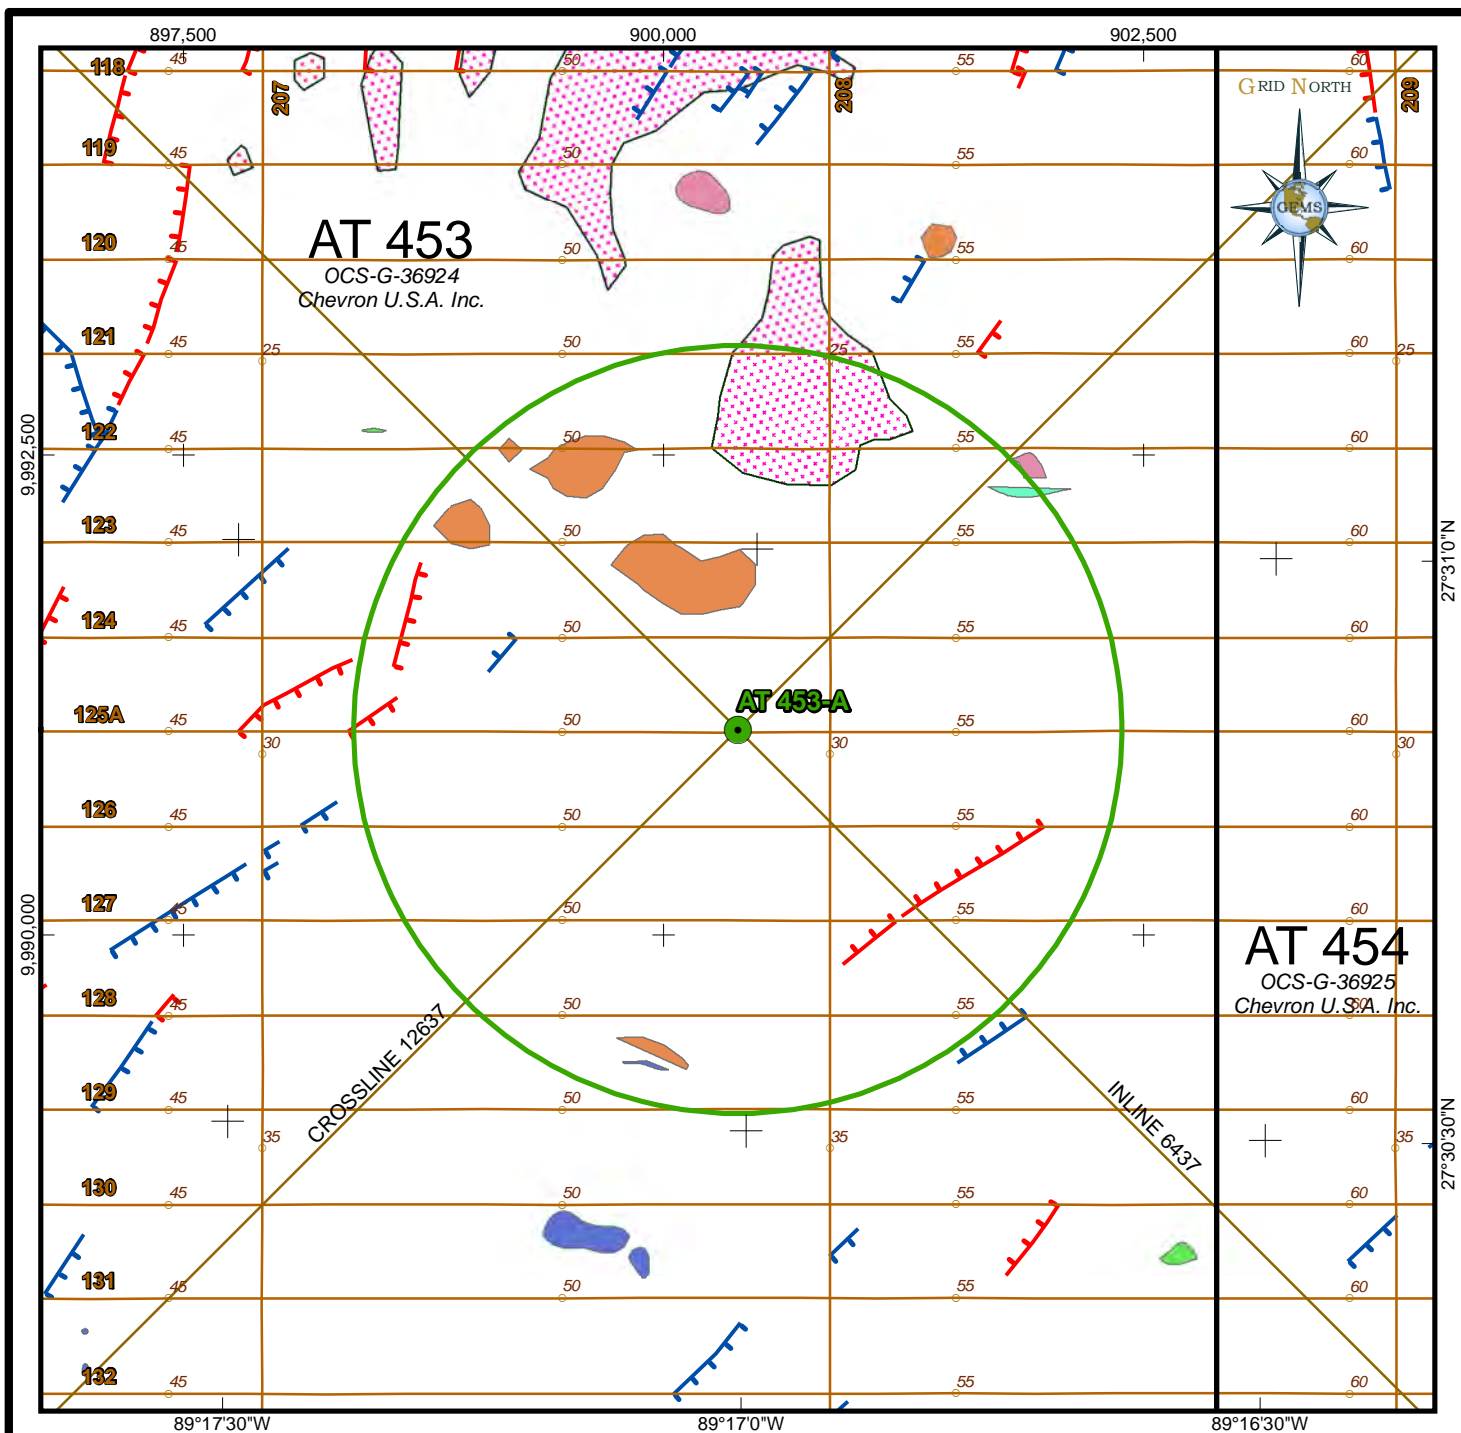 897,500 900,000 902,500
118 45 50 55 60
207 208 209
GRID NORTH
119 45 50 55 60
GEMS
AT 453
OCS-G-36924
Chevron U.S.A. Inc.
120 45 50 55 60
121 45 50 55 60
25 25 25
9,992,500
122 45 50 55 60
123 45 50 55 60
27°31'0"N
124 45 50 55 60
AT 453-A
125A 45 50 55 60
30 30 30
126 45 50 55 60
127 45 50 55 60
9,990,000
AT 454
OCS-G-36925
Chevron U.S.A. Inc.
128 45 50 55 60
CROSSLINE 12637
INLINE 6437
129 45 50 55 60
35 35 35
27°30'30"N
130 45 50 55 60
131 45 50 55 60
132 45 50 55 60
89°17'30"W 89°17'0"W 89°16'30"W